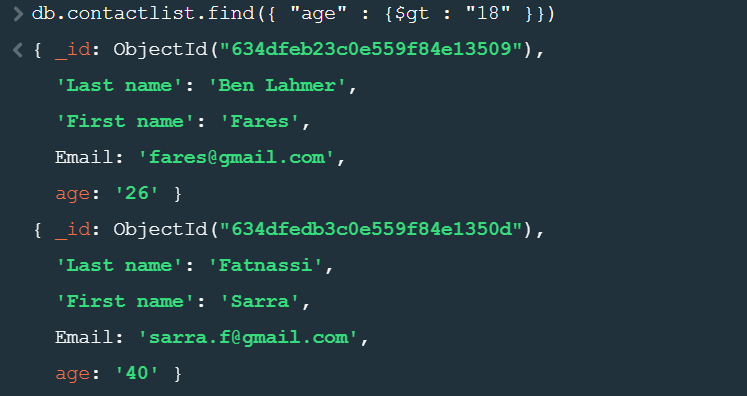 > db.contactlist.find({ "age" : {$gt : "18" }})
< { _id: ObjectId("634dfeb23c0e559f84e13509"),
'Last name': 'Ben Lahmer',
'First name': 'Fares',
Email: 'fares@gmail.com',
age: '26' }
{ _id: ObjectId("634dfedb3c0e559f84e1350d"),
'Last name': 'Fatnassi',
'First name': 'Sarra',
Email: 'sarra.f@gmail.com',
age: '40' }